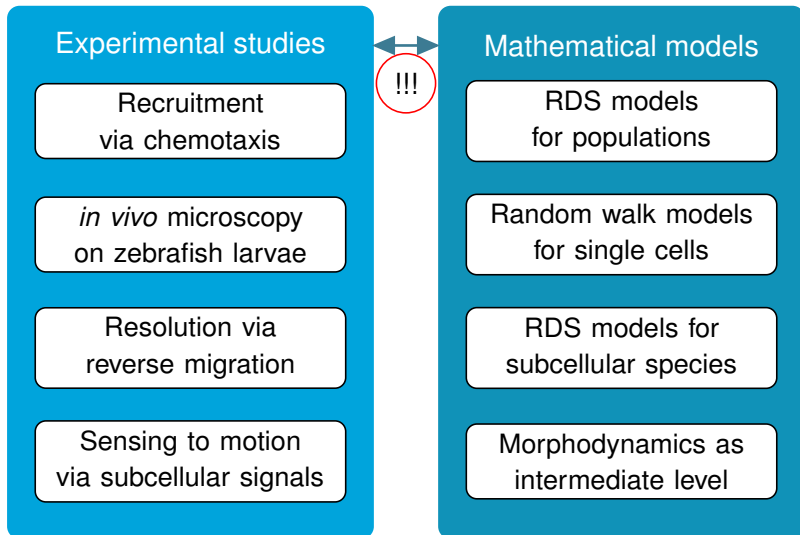 Experimental studies
Recruitment
via chemotaxis
in vivo microscopy
on zebrafish larvae
Resolution via
reverse migration
Sensing to motion
via subcellular signals
!!!
Mathematical models
RDS models
for populations
Random walk models
for single cells
RDS models for
subcellular species
Morphodynamics as
intermediate level